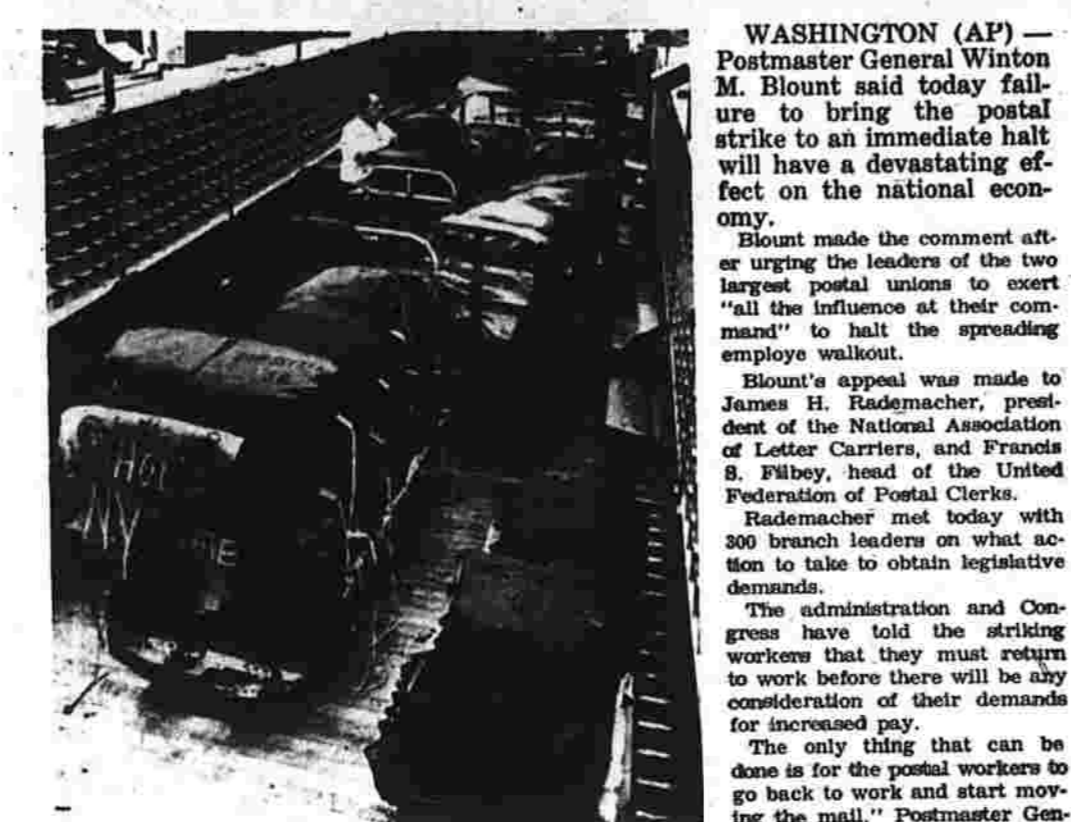 WASHINGTON (AP) —
Postmaster General Winton
M. Blount said today fail-
ure to bring the postal
strike to an immediate halt
will have a devastating ef-
fect on the national econ-
omy.
Blount made the comment aft-
er urging the leaders of the two
largest postal unions to exert
"all the influence at their com-
mand" to halt the spreading
employe walkout.
Blount's appeal was made to
James H. Rademacher, presi-
dent of the National Association
of Letter Carriers, and Francis
S. Filbey, head of the United
Federation of Postal Clerks.
Rademacher met today with
300 branch leaders on what ac-
tion to take to obtain legislative
demands.
The administration and Con-
gress have told the striking
workers that they must return
to work before there will be any
consideration of their demands
for increased pay.
The only thing that can be
done is for the postal workers to
go back to work and start mov-
ing the mail." Postmaster Gen-
NY